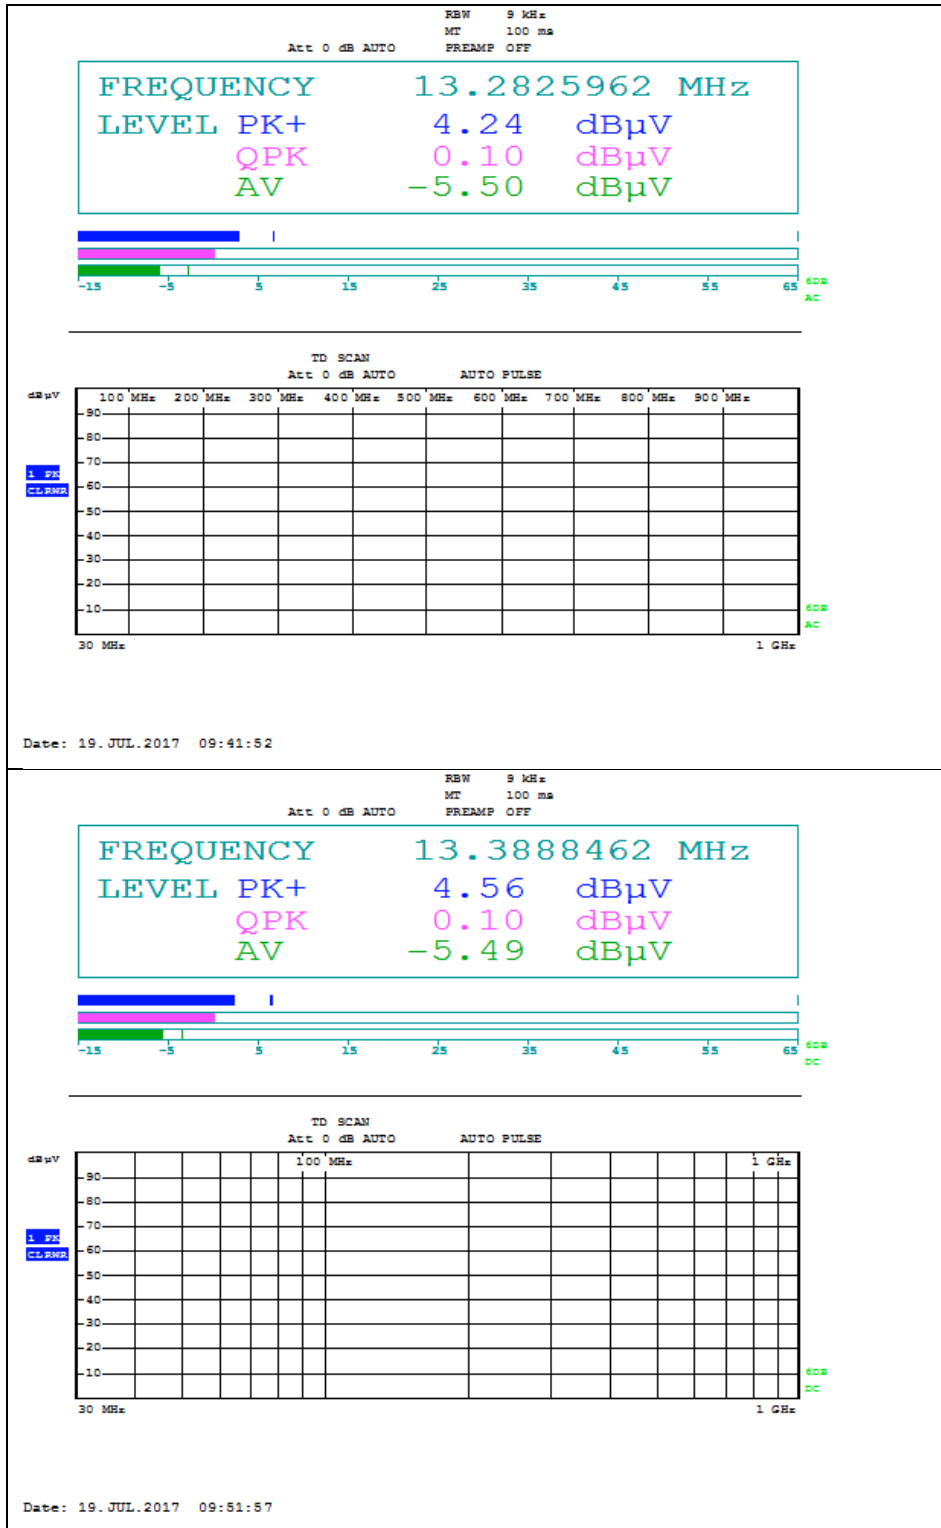 RBW 9 kHz
MT 100 ms
Att 0 dB AUTO PREAMP OFF
FREQUENCY 13.2825962 MHz
LEVEL PK+ 4.24 dBµV
QPK 0.10 dBµV
AV -5.50 dBµV
-15 -5 5 15 25 35 45 55 65
6DB
AC
TD SCAN
Att 0 dB AUTO AUTO PULSE
dBµV
100 MHz 200 MHz 300 MHz 400 MHz 500 MHz 600 MHz 700 MHz 800 MHz 900 MHz
90
80
70
1 PK
CLRWR
60
50
40
30
20
10
6DB
AC
30 MHz 1 GHz
Date: 19.JUL.2017 09:41:52
RBW 9 kHz
MT 100 ms
Att 0 dB AUTO PREAMP OFF
FREQUENCY 13.3888462 MHz
LEVEL PK+ 4.56 dBµV
QPK 0.10 dBµV
AV -5.49 dBµV
-15 -5 5 15 25 35 45 55 65
6DB
DC
TD SCAN
Att 0 dB AUTO AUTO PULSE
dBµV
100 MHz 1 GHz
90
80
70
1 PK
CLRWR
60
50
40
30
20
10
6DB
DC
30 MHz 1 GHz
Date: 19.JUL.2017 09:51:57